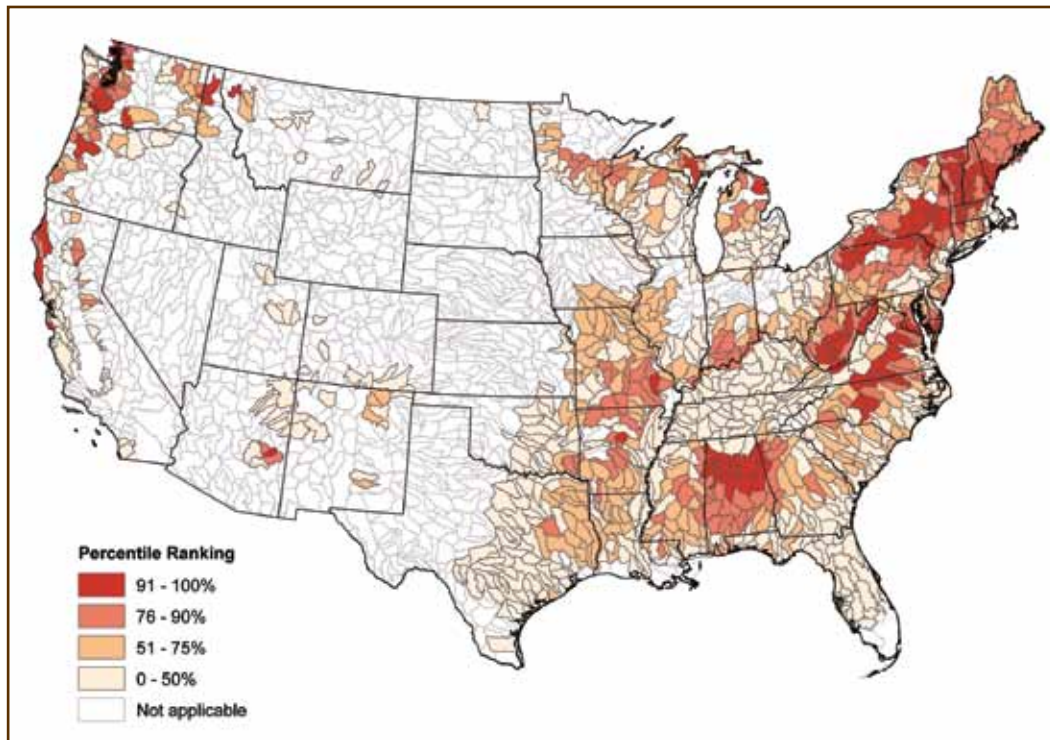 Percentile Ranking
91 - 100%
76 - 90%
51 - 75%
0 - 50%
Not applicable